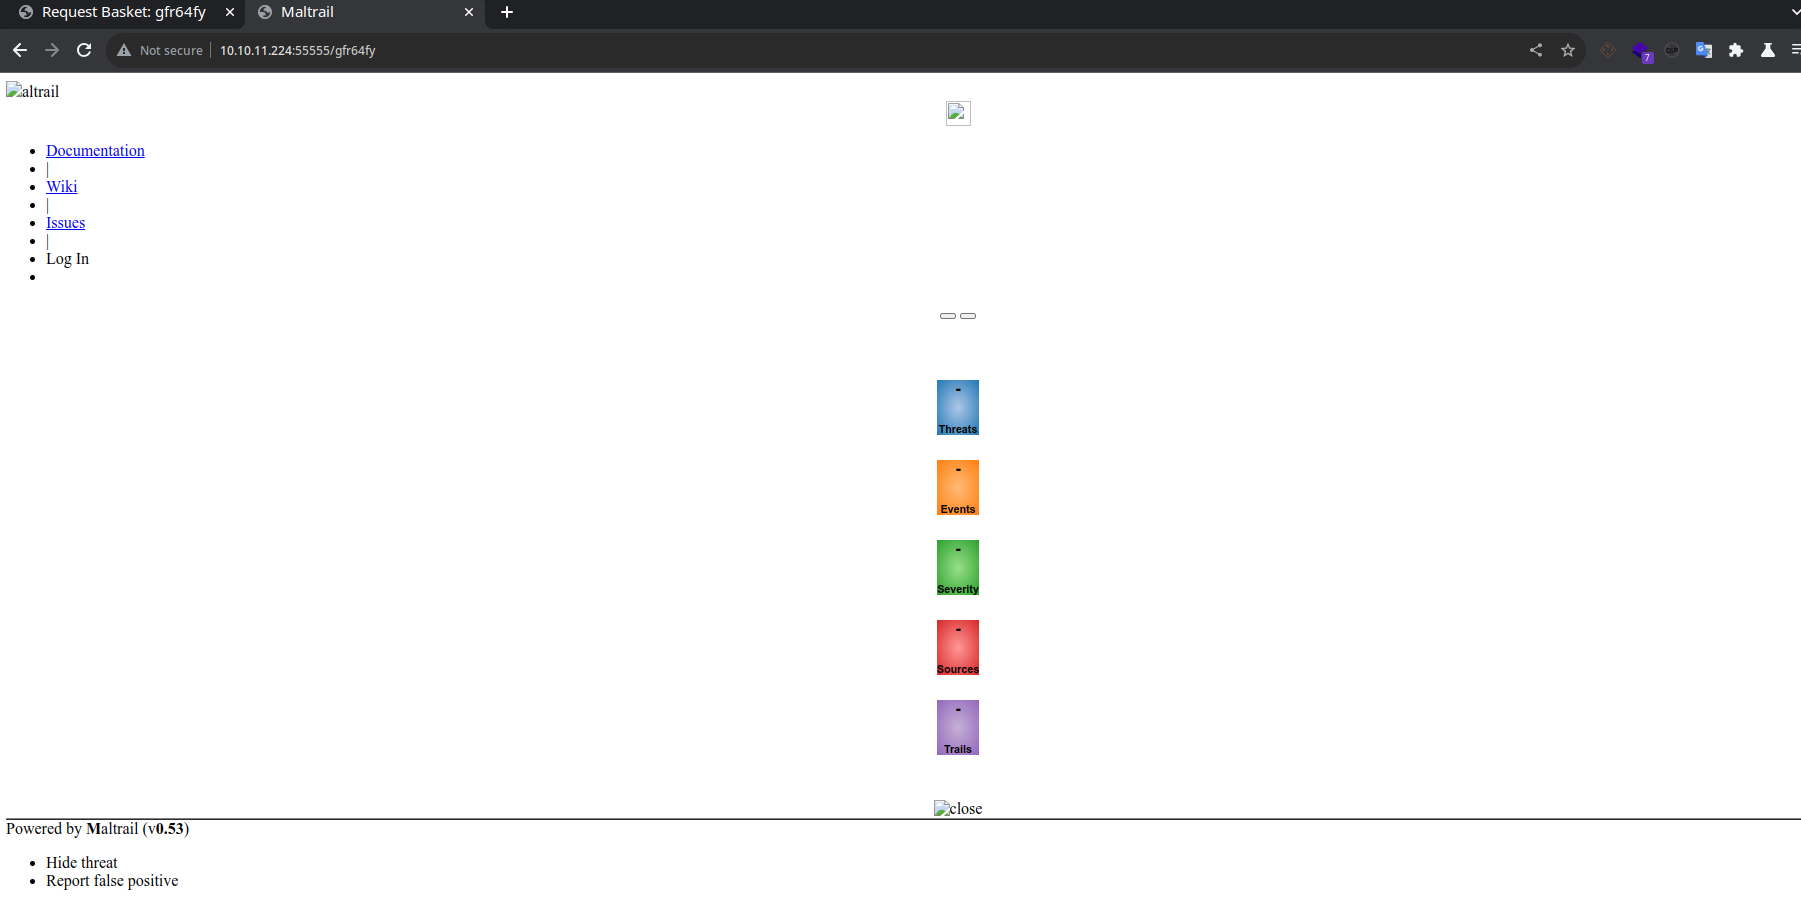 Request Basket: gfr64fy
Maltrail
Not secure
10.10.11.224:55555/gfr64fy
7
altrail
Documentation
|
Wiki
|
Issues
|
Log In
-
Threats
-
Events
-
Severity
-
Sources
-
Trails
close
Powered by Maltrail (v0.53)
Hide threat
Report false positive